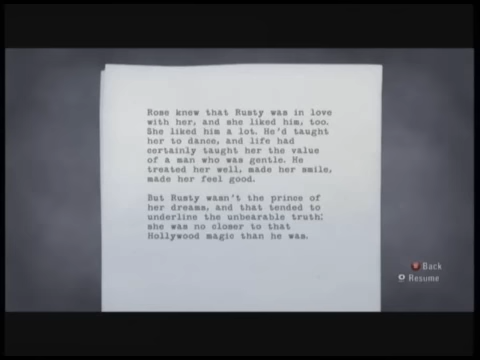 Rose knew that Rusty was in love
with her, and she liked him, too.
She liked him a lot. He'd taught
her to dance, and life had
certainly taught her the value
of a man who was gentle. He
treated her well, made her smile,
made her feel good.
But Rusty wasn't the prince of
her dreams, and that tended to
underline the unbearable truth:
she was no closer to that
Hollywood magic than he was.
Back
Resume